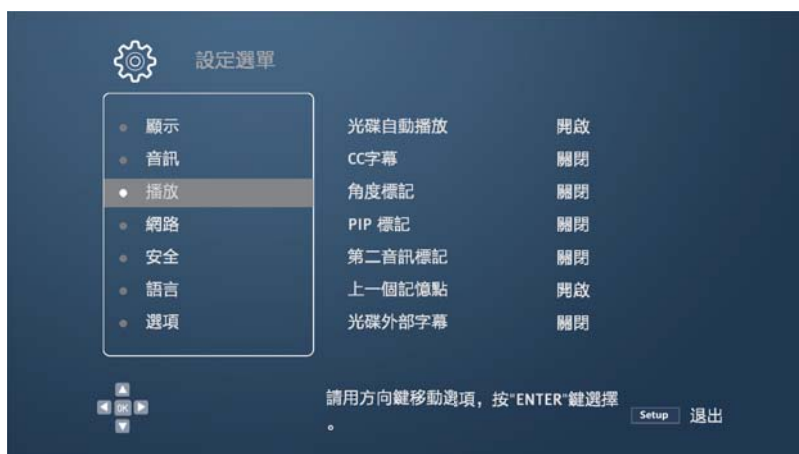 設定選單
顯示
音訊
播放
網路
安全
語言
選項
光碟自動播放 開啟
CC字幕 關閉
角度標記 關閉
PIP 標記 關閉
第二音訊標記 關閉
上一個記憶點 開啟
光碟外部字幕 關閉
OK
請用方向鍵移動選項，按"ENTER"鍵選擇
。
Setup 退出